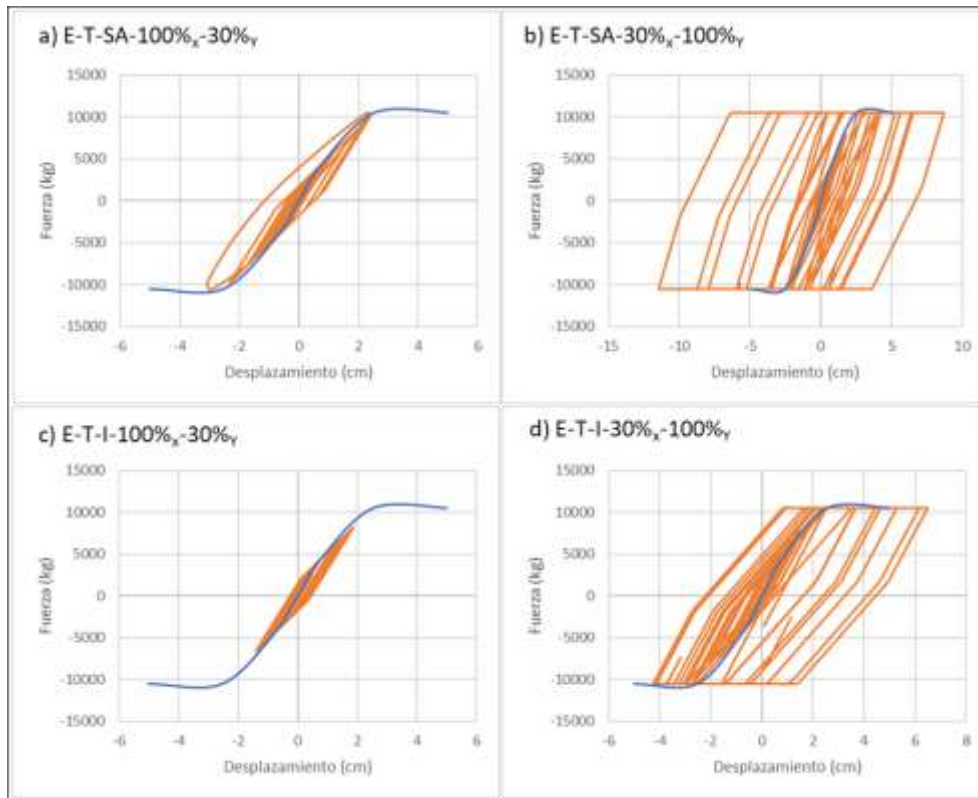 a) E-T-SA-100%X-30%Y
15000
10000
5000
0
-5000
-10000
-15000
Fuerza (kg)
-6 -4 -2 0 2 4 6
Desplazamiento (cm)
b) E-T-SA-30%X-100%Y
15000
10000
5000
0
-5000
-10000
-15000
Fuerza (kg)
-15 -10 -5 0 5 10
Desplazamiento (cm)
c) E-T-I-100%X-30%Y
15000
10000
5000
0
-5000
-10000
-15000
Fuerza (kg)
-6 -4 -2 0 2 4 6
Desplazamiento (cm)
d) E-T-I-30%X-100%Y
15000
10000
5000
0
-5000
-10000
-15000
Fuerza (kg)
-6 -4 -2 0 2 4 6 8
Desplazamiento (cm)